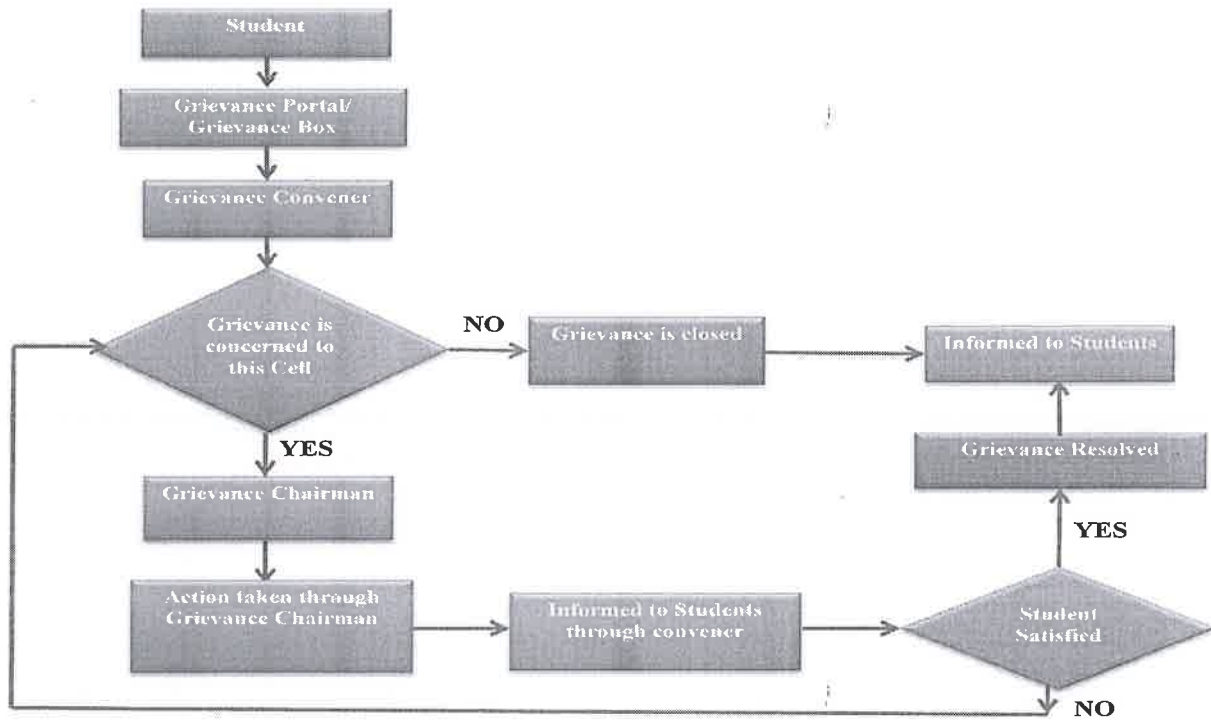 Student
Grievance Portal/
Grievance Box
Grievance Convener
Grievance is
concerned to
this Cell
NO
Grievance is closed
Informed to Students
YES
Grievance Resolved
Grievance Chairman
YES
Action taken through
Grievance Chairman
Informed to Students
through convener
Student
Satisfied
NO